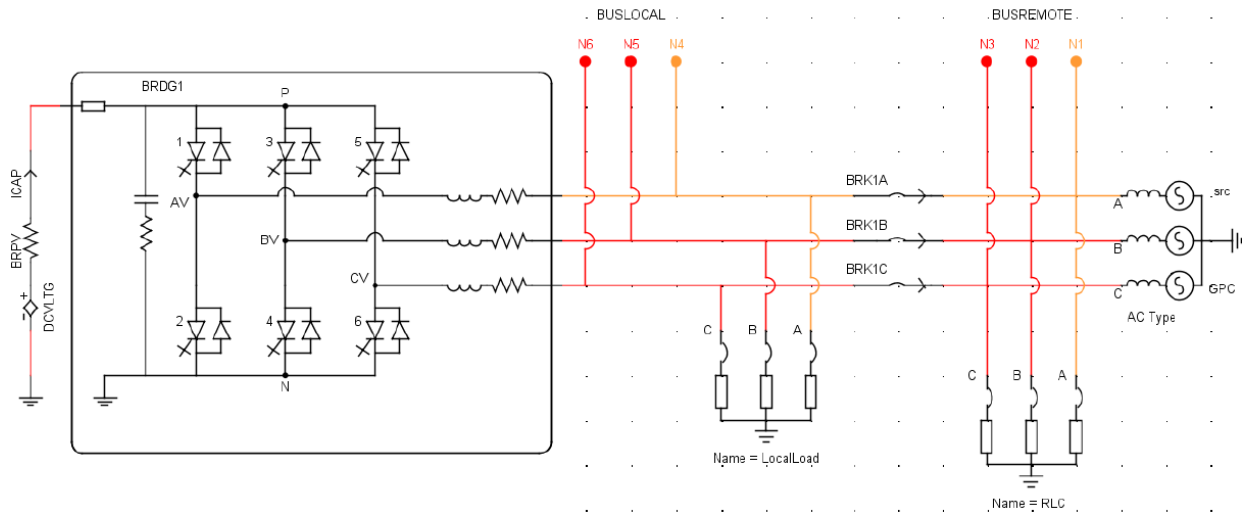 BUSLOCAL
BUSREMOTE
N6
N5
N4
N3
N2
N1
BRDG1
P
1
3
5
ICAP
AV
BRK1A
A
src
BRPV
BV
BRK1B
B
CV
BRK1C
C
GPC
DCVLTG
+
-
AC Type
2
4
6
C
B
A
N
C
B
A
Name = LocalLoad
Name = RLC